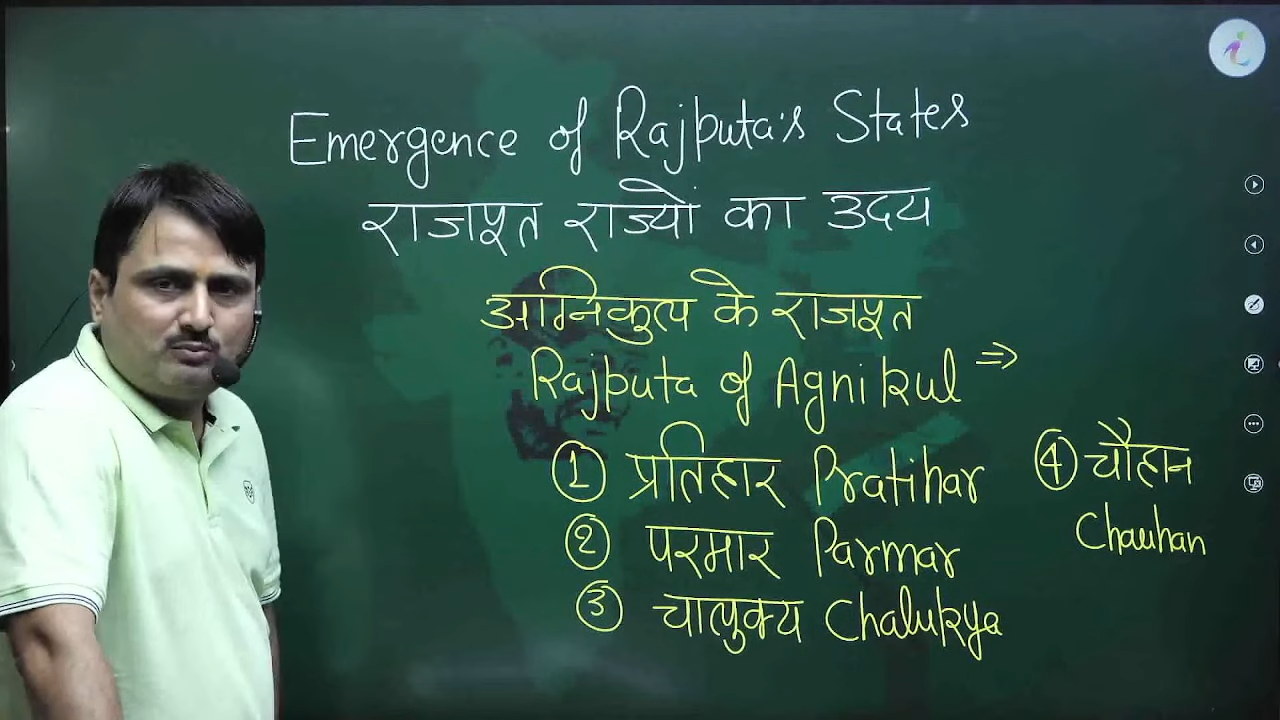 Emergence of Rajputa's States
राजपूत राज्यों का उदय
अग्निकुल के राजपूत
Rajputa of Agnikul ⇒
① प्रतिहार Pratihar
② परमार Parmar
③ चालुक्य Chalukya
④ चौहान
Chauhan